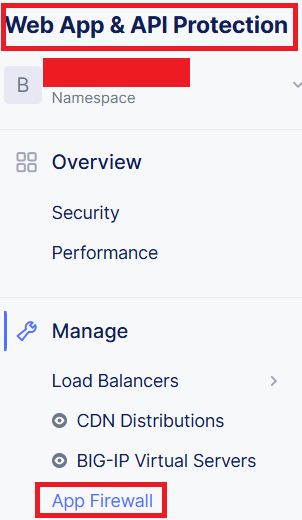 Web App & API Protection
B
Namespace
Overview
Security
Performance
Manage
Load Balancers
CDN Distributions
BIG-IP Virtual Servers
App Firewall